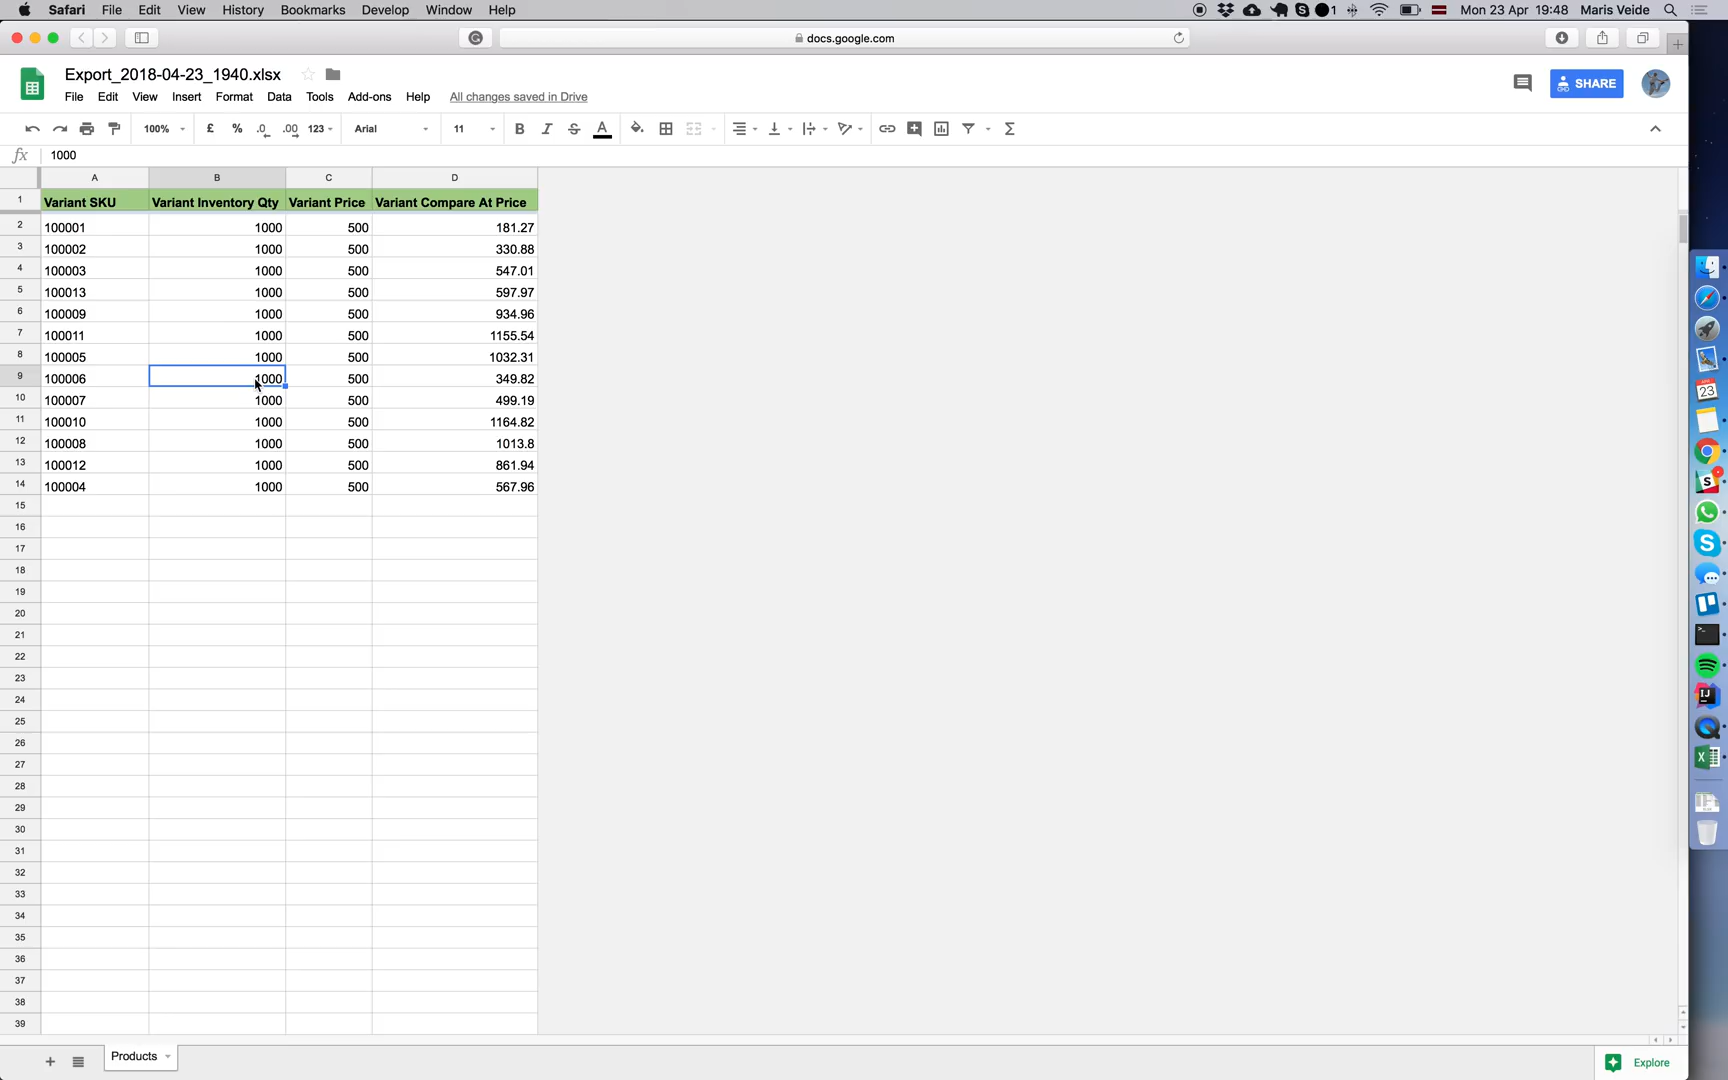 Safari File Edit View History Bookmarks Develop Window Help 1 Mon 23 Apr 19:48 Maris Veide
docs.google.com
Export_2018-04-23_1940.xlsx
File Edit View Insert Format Data Tools Add-ons Help All changes saved in Drive
SHARE
100% £ % .0 .00 123 Arial 11 B I S A Σ
fx 1000
A B C D
1 Variant SKU Variant Inventory Qty Variant Price Variant Compare At Price
2 100001 1000 500 181.27
3 100002 1000 500 330.88
4 100003 1000 500 547.01
5 100013 1000 500 597.97
6 100009 1000 500 934.96
7 100011 1000 500 1155.54
8 100005 1000 500 1032.31
9 100006 1000 500 349.82
10 100007 1000 500 499.19
11 100010 1000 500 1164.82
12 100008 1000 500 1013.8
13 100012 1000 500 861.94
14 100004 1000 500 567.96
15
16
17
18
19
20
21
22
23
24
25
26
27
28
29
30
31
32
33
34
35
36
37
38
39
Products
Explore